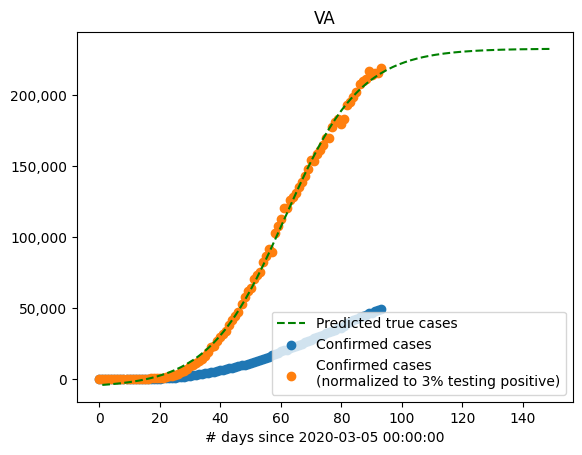 VA
200,000
150,000
100,000
50,000
0
Predicted true cases
Confirmed cases
Confirmed cases
(normalized to 3% testing positive)
0 20 40 60 80 100 120 140
# days since 2020-03-05 00:00:00